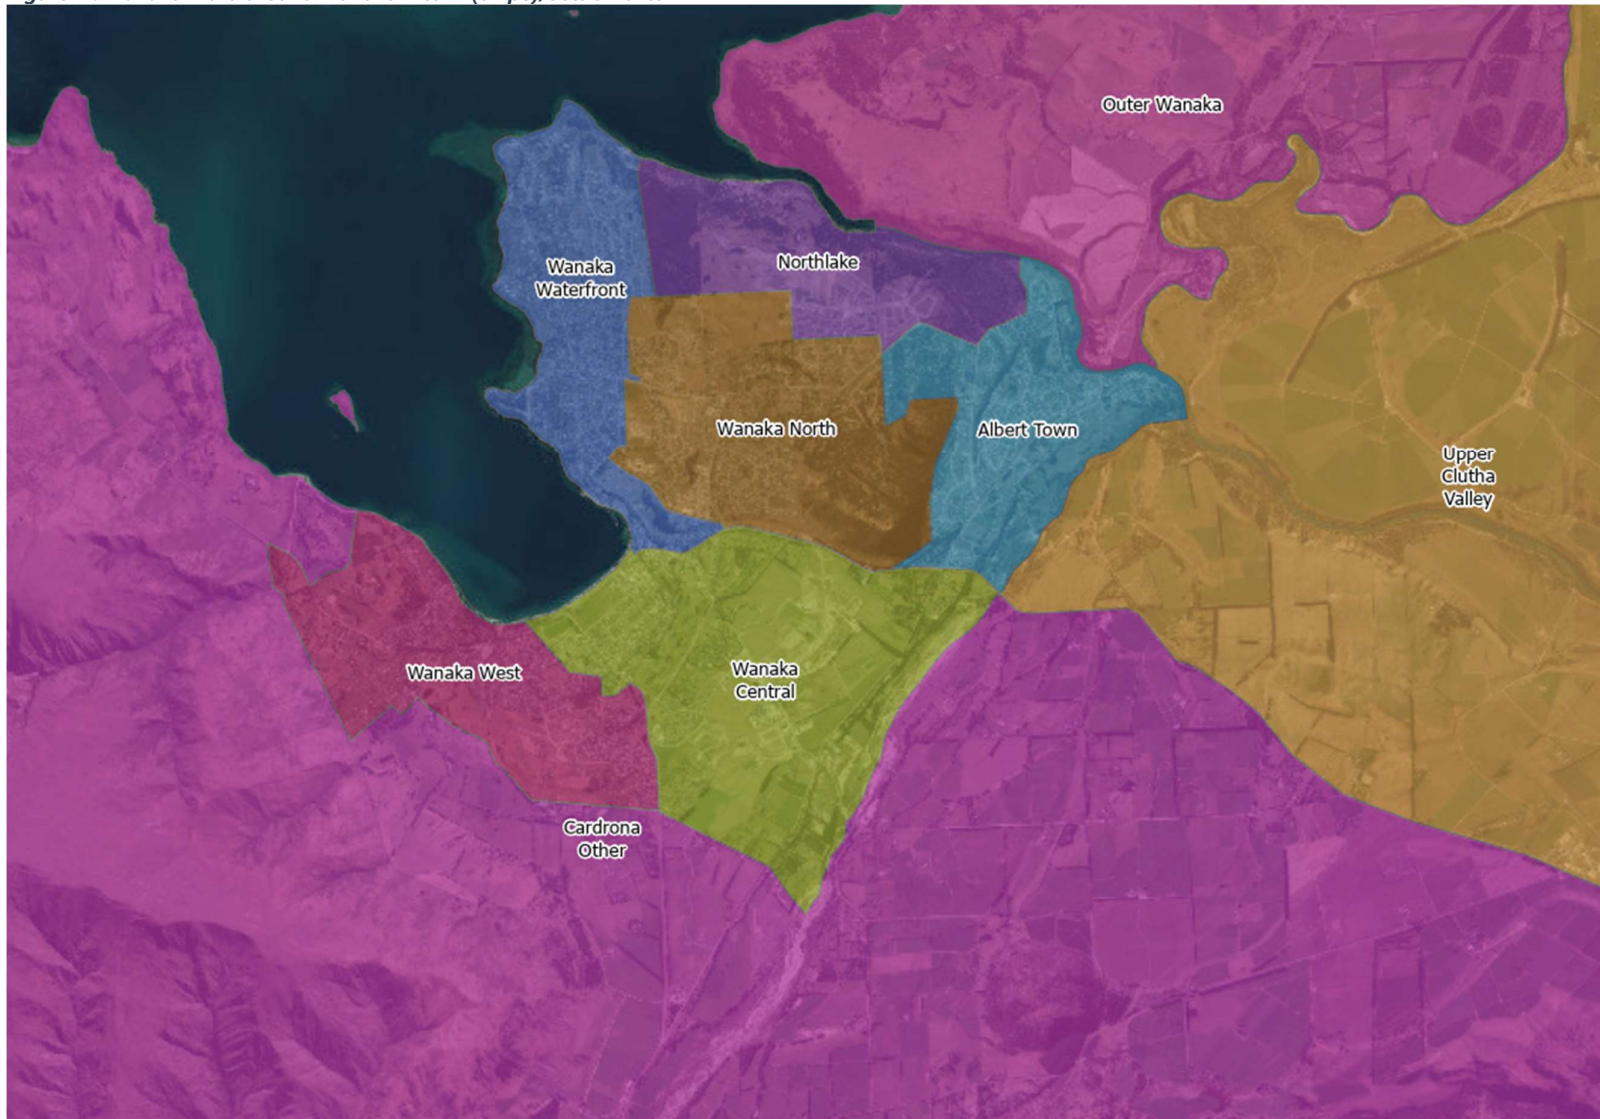 Outer Wanaka
Northlake
Wanaka
Waterfront
Wanaka North
Albert Town
Upper
Clutha
Valley
Wanaka West
Wanaka
Central
Cardrona
Other